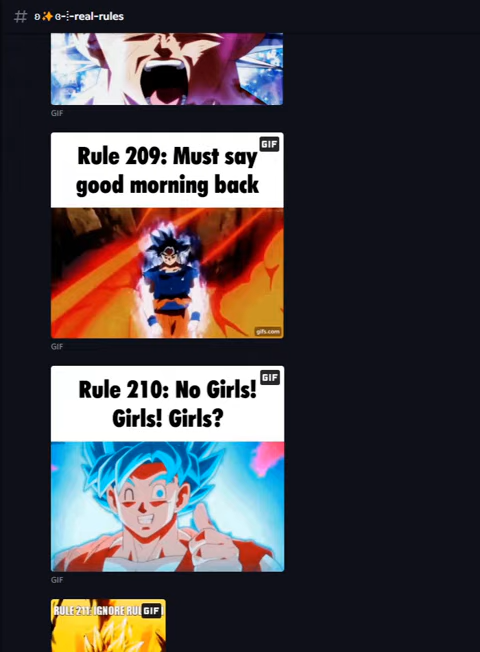 # ʚ✨ɞ-⋮-real-rules
GIF
GIF
Rule 209: Must say
good morning back
gifs.com
GIF
GIF
Rule 210: No Girls!
Girls! Girls?
GIF
RULE 211: IGNORE RUL
GIF